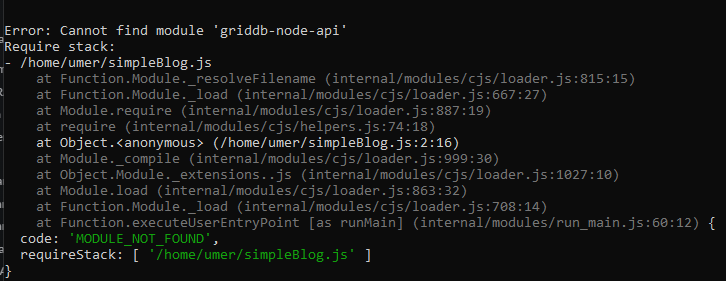 Error: Cannot find module 'griddb-node-api'
Require stack:
- /home/umer/simpleBlog.js
    at Function.Module._resolveFilename (internal/modules/cjs/loader.js:815:15)
    at Function.Module._load (internal/modules/cjs/loader.js:667:27)
    at Module.require (internal/modules/cjs/loader.js:887:19)
    at require (internal/modules/cjs/helpers.js:74:18)
    at Object.<anonymous> (/home/umer/simpleBlog.js:2:16)
    at Module._compile (internal/modules/cjs/loader.js:999:30)
    at Object.Module._extensions..js (internal/modules/cjs/loader.js:1027:10)
    at Module.load (internal/modules/cjs/loader.js:863:32)
    at Function.Module._load (internal/modules/cjs/loader.js:708:14)
    at Function.executeUserEntryPoint [as runMain] (internal/modules/run_main.js:60:12) {
  code: 'MODULE_NOT_FOUND',
  requireStack: [ '/home/umer/simpleBlog.js' ]
}